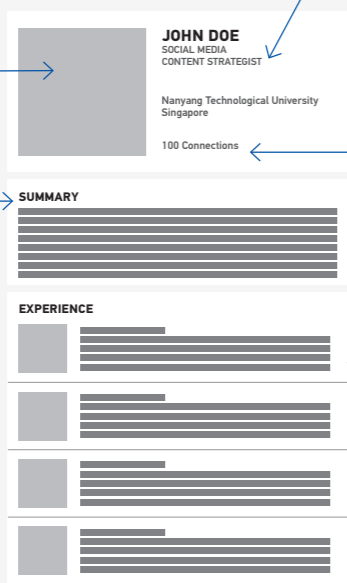 JOHN DOE
SOCIAL MEDIA
CONTENT STRATEGIST
Nanyang Technological University
Singapore
100 Connections
SUMMARY
EXPERIENCE